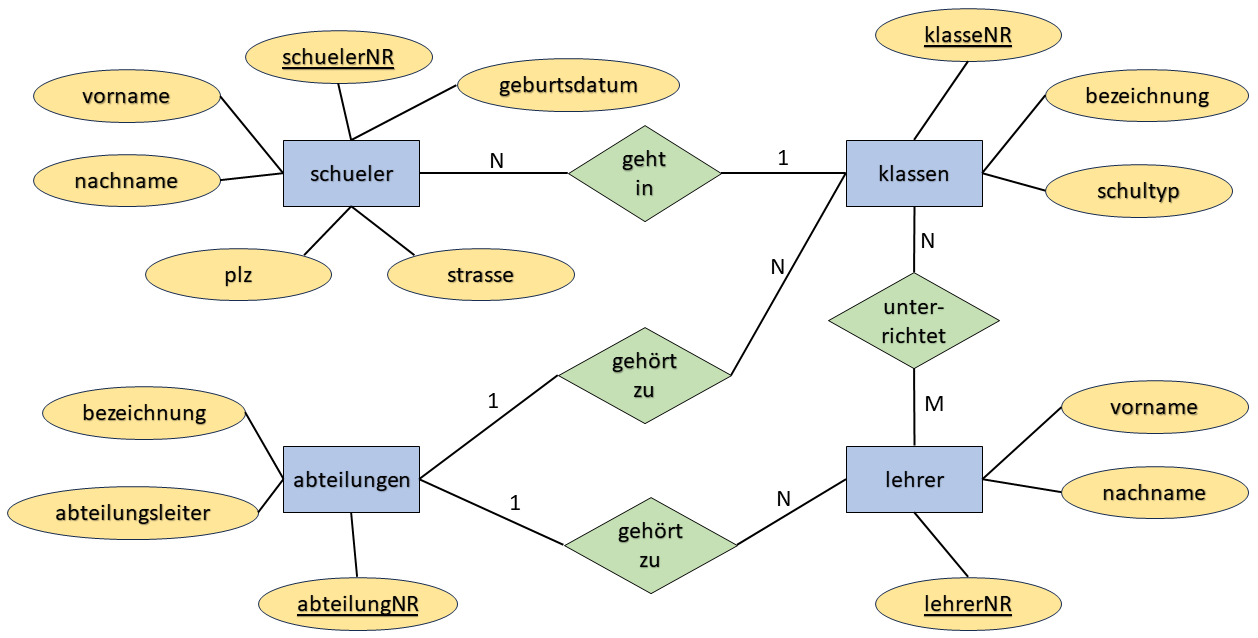 klasseNR
schuelerNR
geburtsdatum
vorname
bezeichnung
N
geht
in
1
schueler
klassen
nachname
schultyp
N
N
plz
strasse
unter-
richtet
gehört
zu
1
M
bezeichnung
vorname
abteilungen
lehrer
nachname
1
N
abteilungsleiter
gehört
zu
abteilungNR
lehrerNR